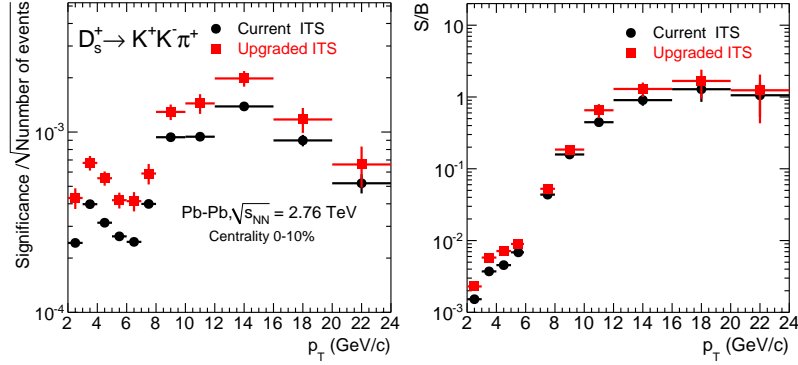 Significance /√Nunmber of events
D_s^+ → K^+K^-π^+
Current ITS
Upgraded ITS
Pb-Pb,√s_NN = 2.76 TeV
Centrality 0-10%
10^-3
10^-4
2 4 6 8 10 12 14 16 18 20 22 24
p_T (GeV/c)
S/B
Current ITS
Upgraded ITS
10
1
10^-1
10^-2
10^-3
2 4 6 8 10 12 14 16 18 20 22 24
p_T (GeV/c)